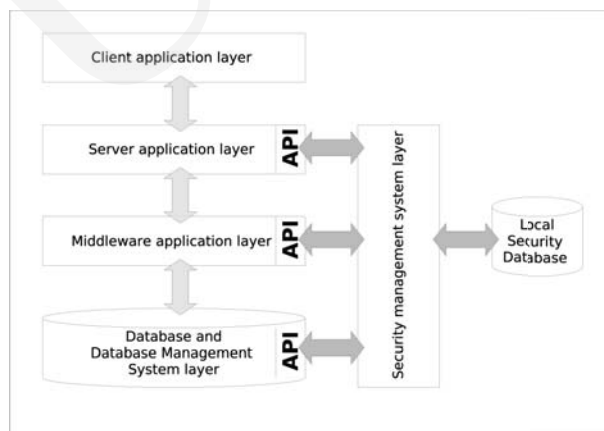 Client application layer
Server application layer
API
Middleware application layer
API
Database and
Database Management
System layer
API
Security management system layer
Local
Security
Database